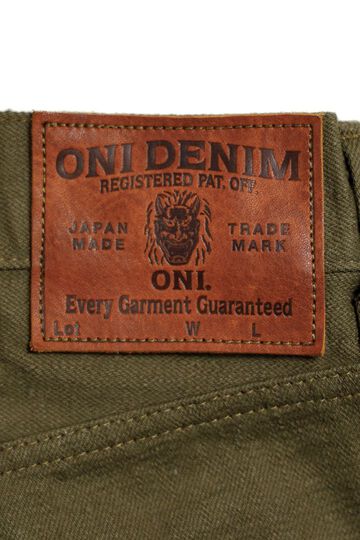 ONI DENIM
REGISTERED PAT. OFF.
JAPAN MADE
TRADE MARK
ONI.
Every Garment Guaranteed
Lot W L